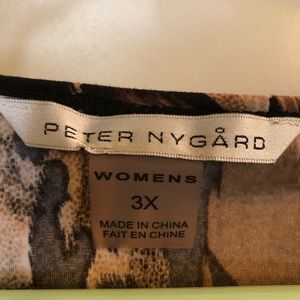 PETER NYGÅRD
WOMENS
3X
MADE IN CHINA
FAIT EN CHINE